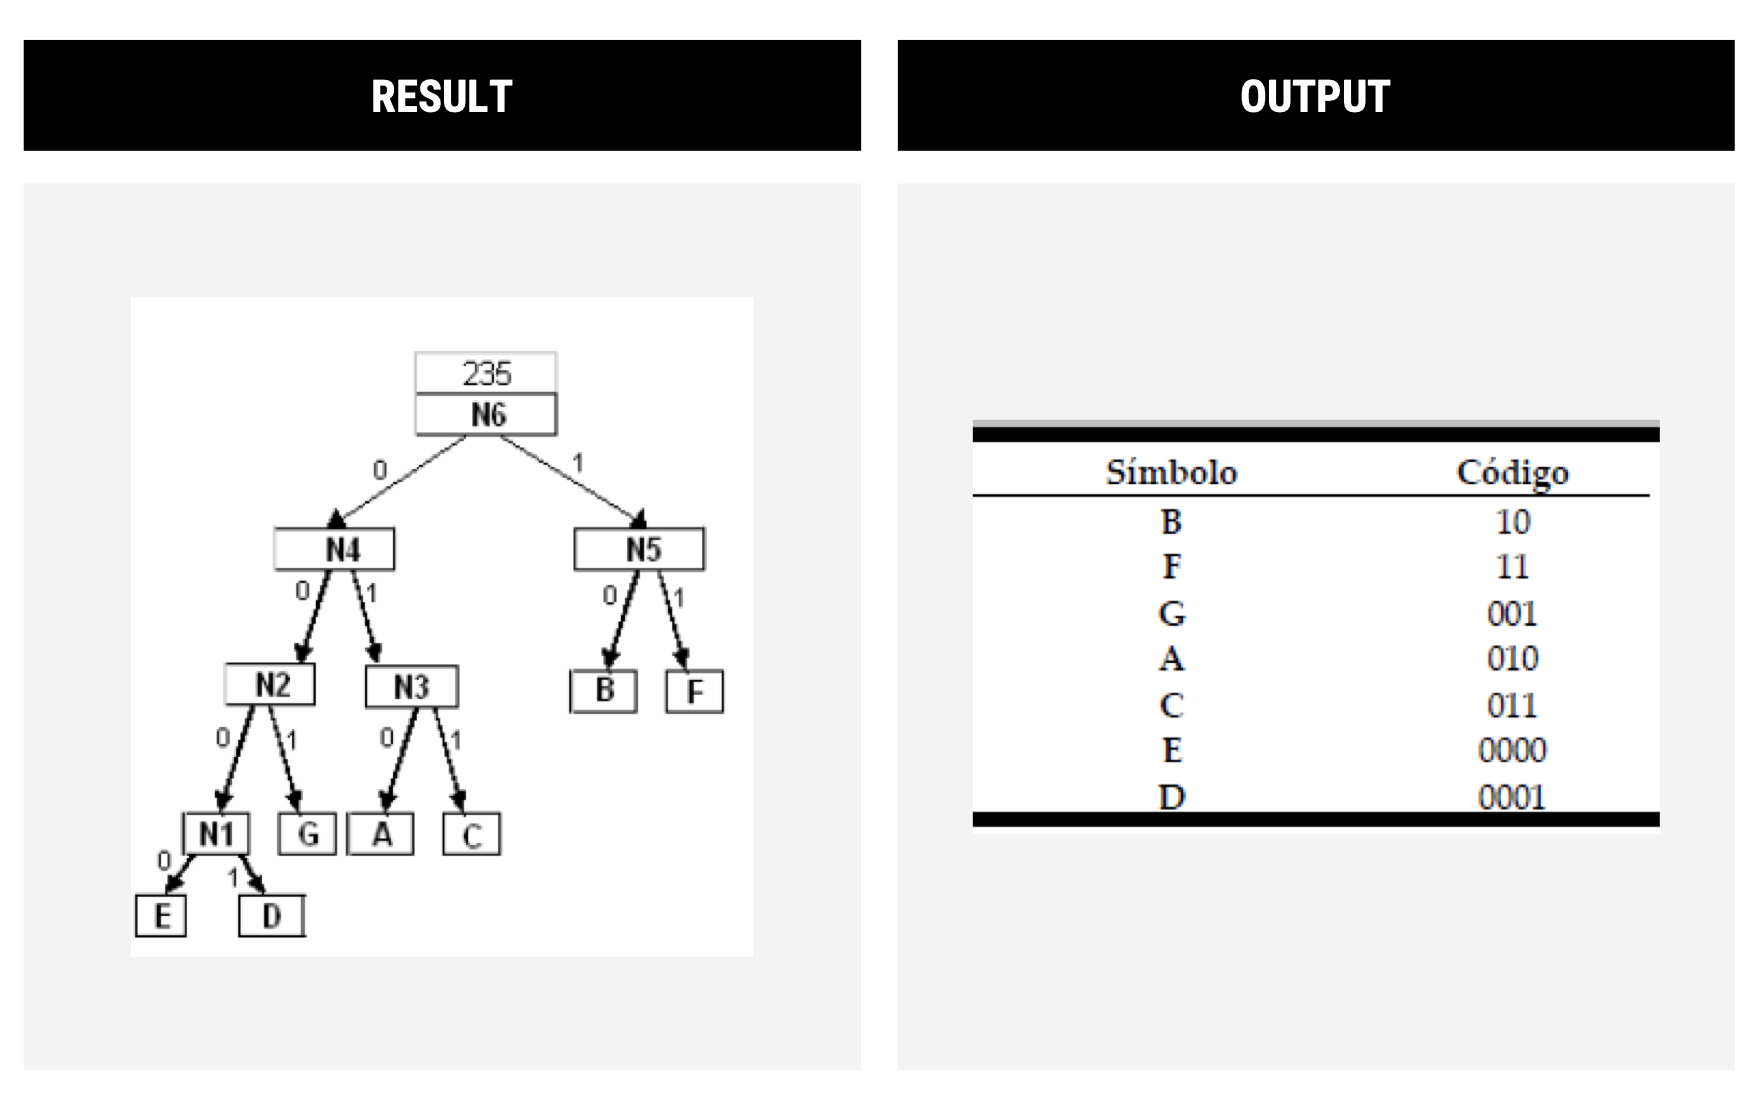 RESULT
OUTPUT
235
N6
0 1
N4 N5
0 1 0 1
N2 N3 B F
0 1 0 1
N1 G A C
0 1
E D
Símbolo Código
B 10
F 11
G 001
A 010
C 011
E 0000
D 0001